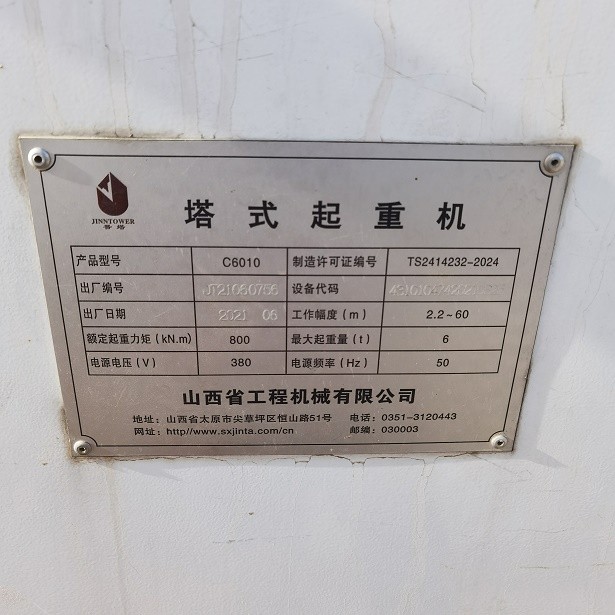 JINNTOWER
晋塔
塔式起重机
产品型号 C6010 制造许可证编号 TS2414232-2024
出厂编号 JT21060756 设备代码
出厂日期 2021 06 工作幅度（m） 2.2～60
额定起重力矩（kN.m） 800 最大起重量（t） 6
电源电压（V） 380 电源频率（Hz） 50
山西省工程机械有限公司
地址：山西省太原市尖草坪区恒山路51号 电话：0351-3120443
网址：http//www.sxjinta.com/cn 邮编：030003